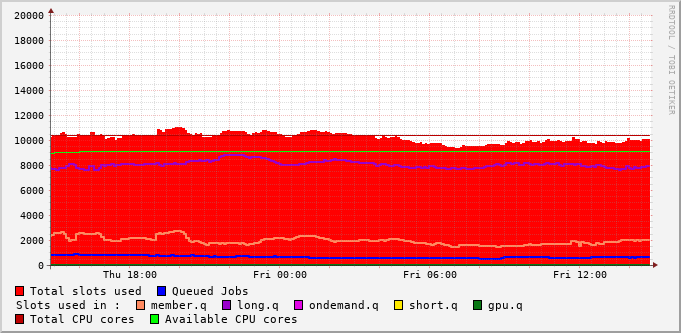 RRDTOOL / TOBI OETIKER
20000
18000
16000
14000
12000
10000
8000
6000
4000
2000
0
Thu 18:00 Fri 00:00 Fri 06:00 Fri 12:00
Total slots used Queued Jobs
Slots used in : member.q long.q ondemand.q short.q gpu.q
Total CPU cores Available CPU cores